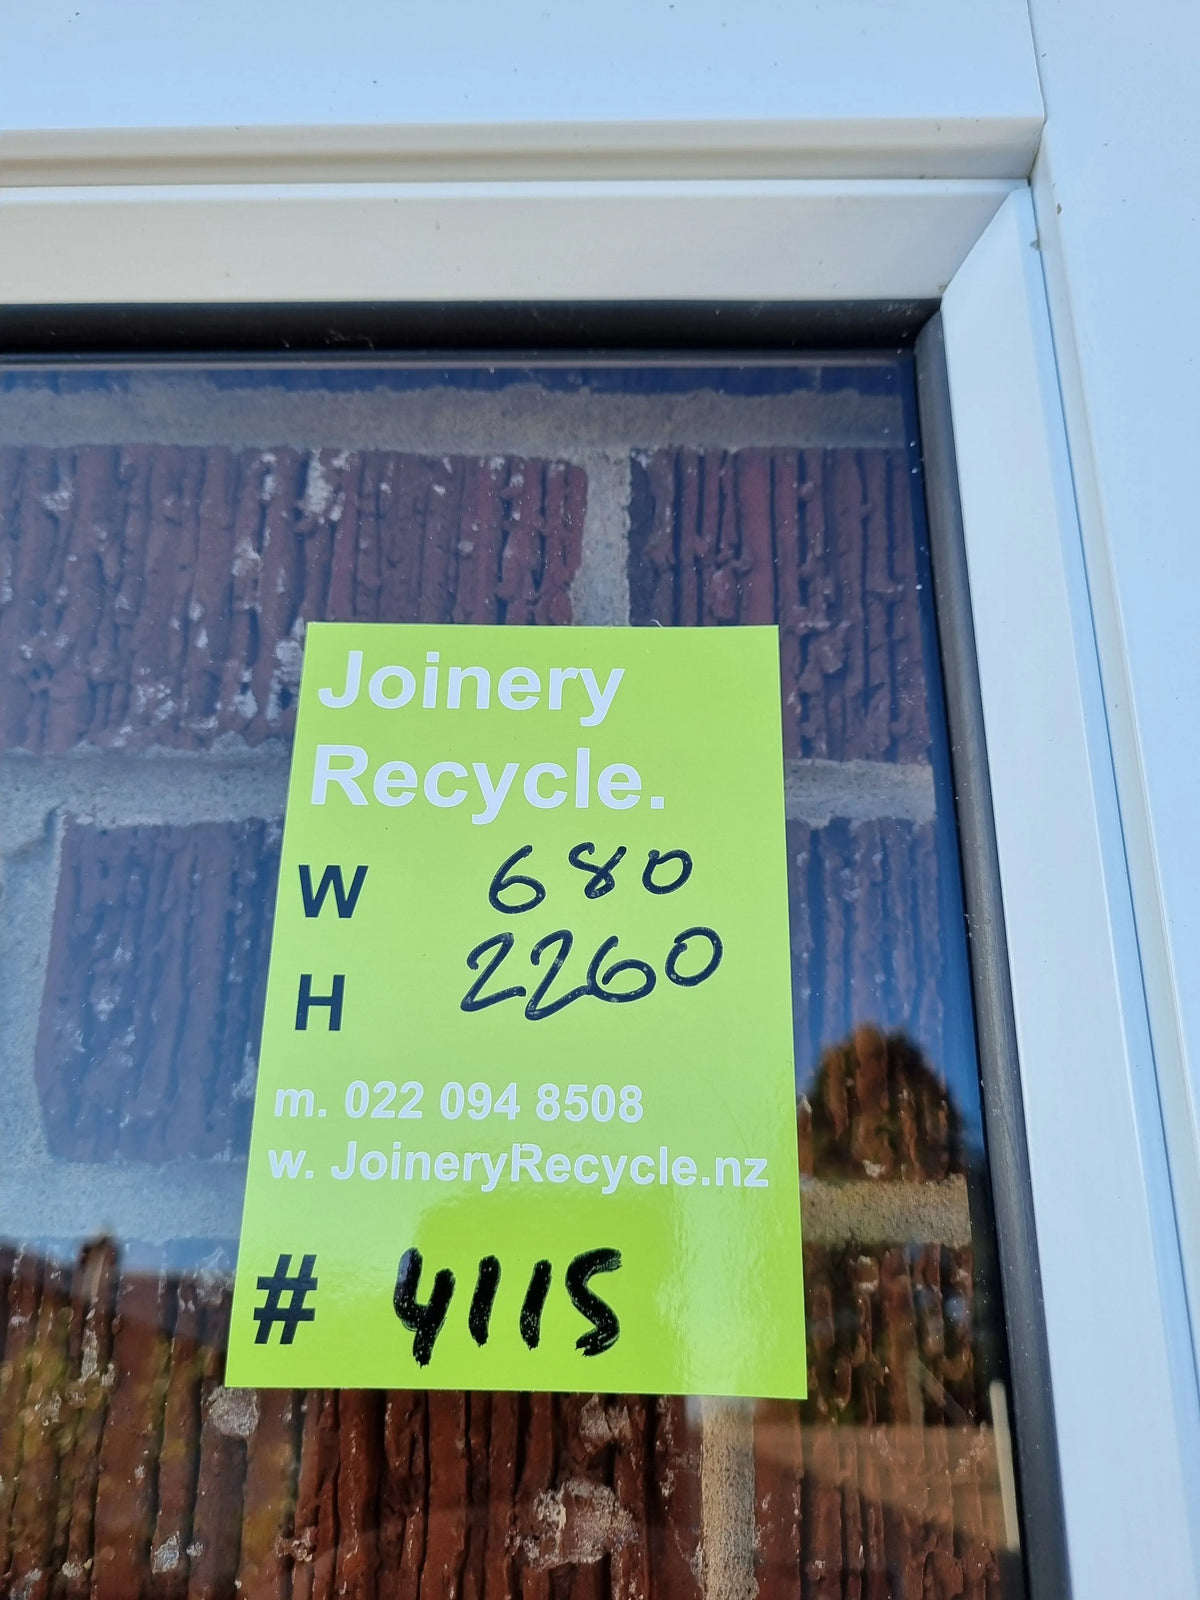 Joinery
Recycle.
W 680
H 2260
m. 022 094 8508
w. JoineryRecycle.nz
# 4115